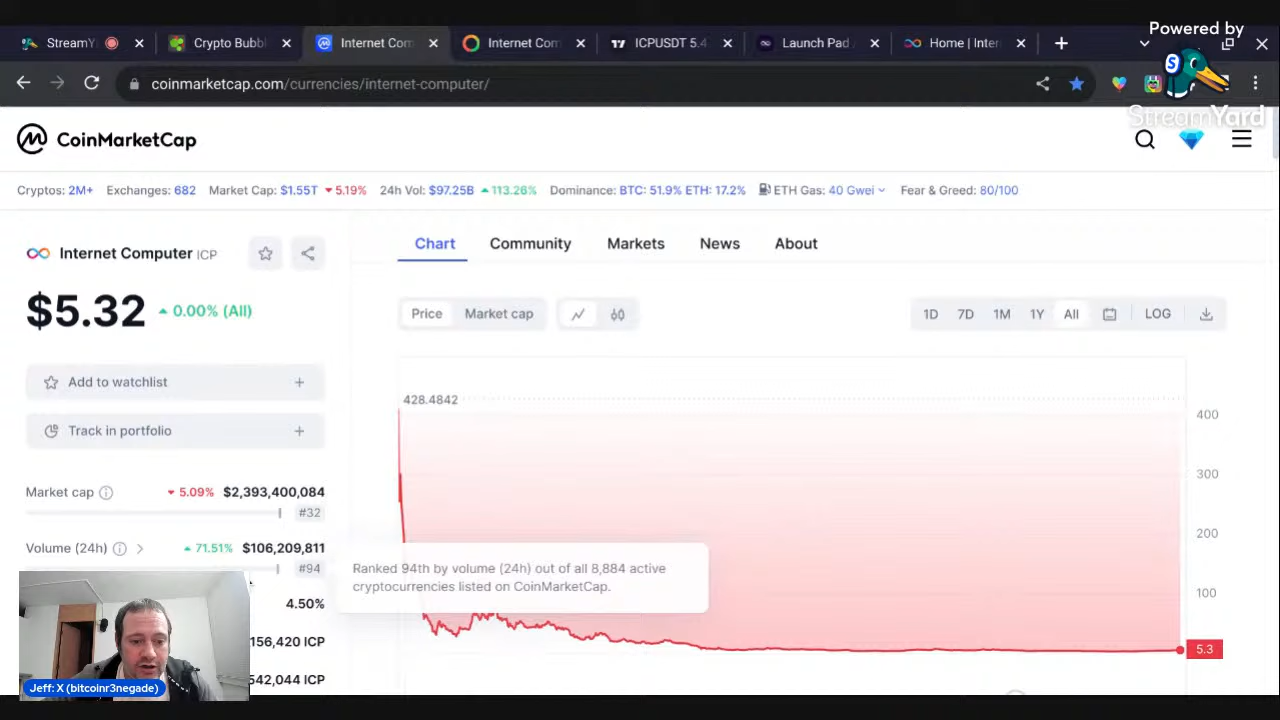 Powered by
StreamYard
StreamY
Crypto Bubbl
Internet Com
Internet Com
ICPUSDT 5.4
Launch Pad
Home | Inter
coinmarketcap.com/currencies/internet-computer/
CoinMarketCap
Cryptos: 2M+ Exchanges: 682 Market Cap: $1.55T 5.19% 24h Vol: $97.25B 113.26% Dominance: BTC: 51.9% ETH: 17.2% ETH Gas: 40 Gwei Fear & Greed: 80/100
Internet Computer ICP
$5.32 0.00% (All)
Add to watchlist +
Track in portfolio +
Market cap 5.09% $2,393,400,084
#32
Volume (24h) 71.51% $106,209,811
#94
4.50%
156,420 ICP
542,044 ICP
Chart Community Markets News About
Price Market cap
1D 7D 1M 1Y All LOG
428.4842
400
300
200
100
5.3
Ranked 94th by volume (24h) out of all 8,884 active
cryptocurrencies listed on CoinMarketCap.
Jeff: X (bitcoinr3negade)